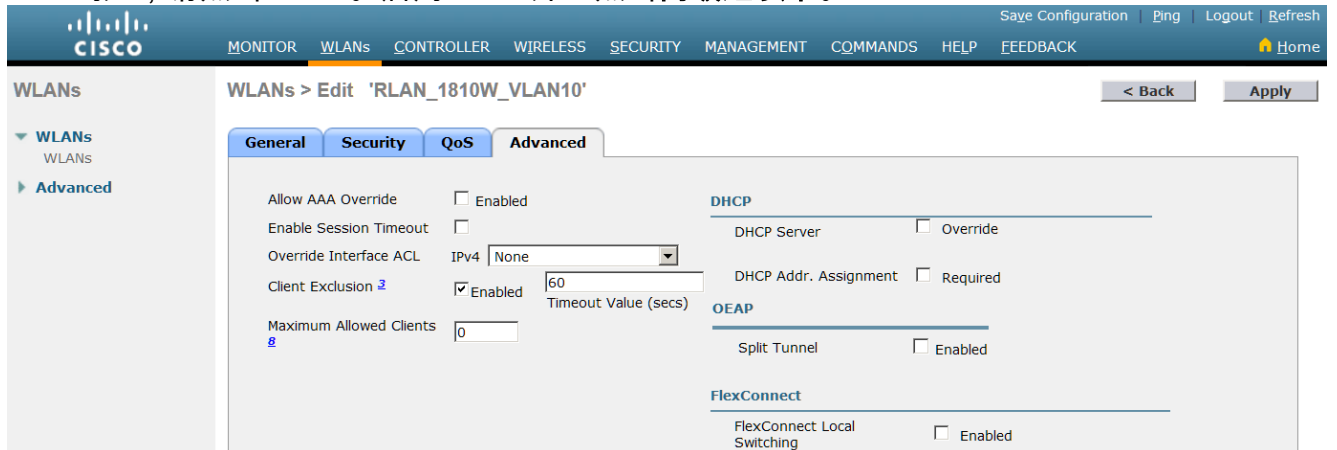 Save Configuration | Ping | Logout | Refresh
CISCO MONITOR WLANs CONTROLLER WIRELESS SECURITY MANAGEMENT COMMANDS HELP FEEDBACK Home
WLANs
WLANs
WLANs
Advanced
WLANs > Edit 'RLAN_1810W_VLAN10'
< Back Apply
General Security QoS Advanced
Allow AAA Override Enabled
Enable Session Timeout
Override Interface ACL IPv4 None
Client Exclusion 3 Enabled 60
Timeout Value (secs)
Maximum Allowed Clients
8 0
DHCP
DHCP Server Override
DHCP Addr. Assignment Required
OEAP
Split Tunnel Enabled
FlexConnect
FlexConnect Local
Switching Enabled